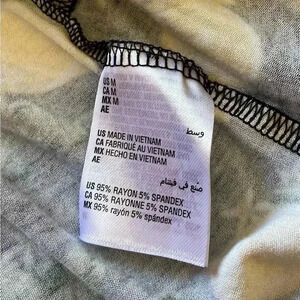 US M
CA M
MX M
AE
وسط
US MADE IN VIETNAM
CA FABRIQUÉ AU VIETNAM
MX HECHO EN VIETNAM
AE
صنع في فيتنام
US 95% RAYON 5% SPANDEX
CA 95% RAYONNE 5% SPANDEX
MX 95% rayón 5% spándex